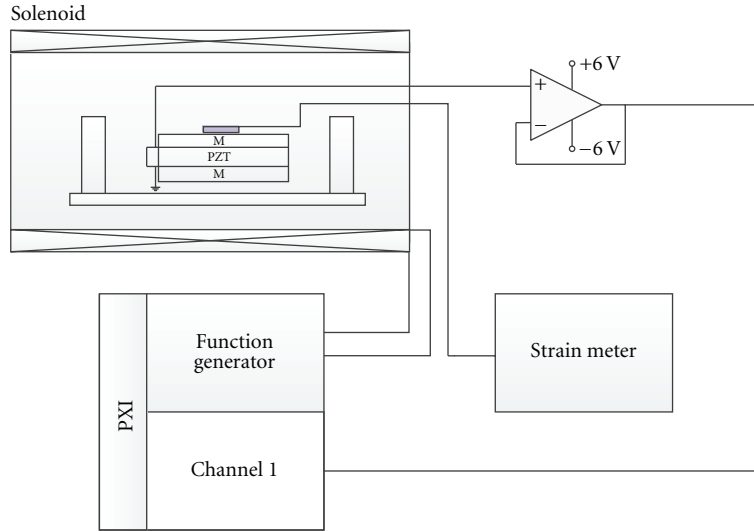 Solenoid
+6 V
+
−
−6 V
M
PZT
M
PXI
Function
generator
Strain meter
Channel 1